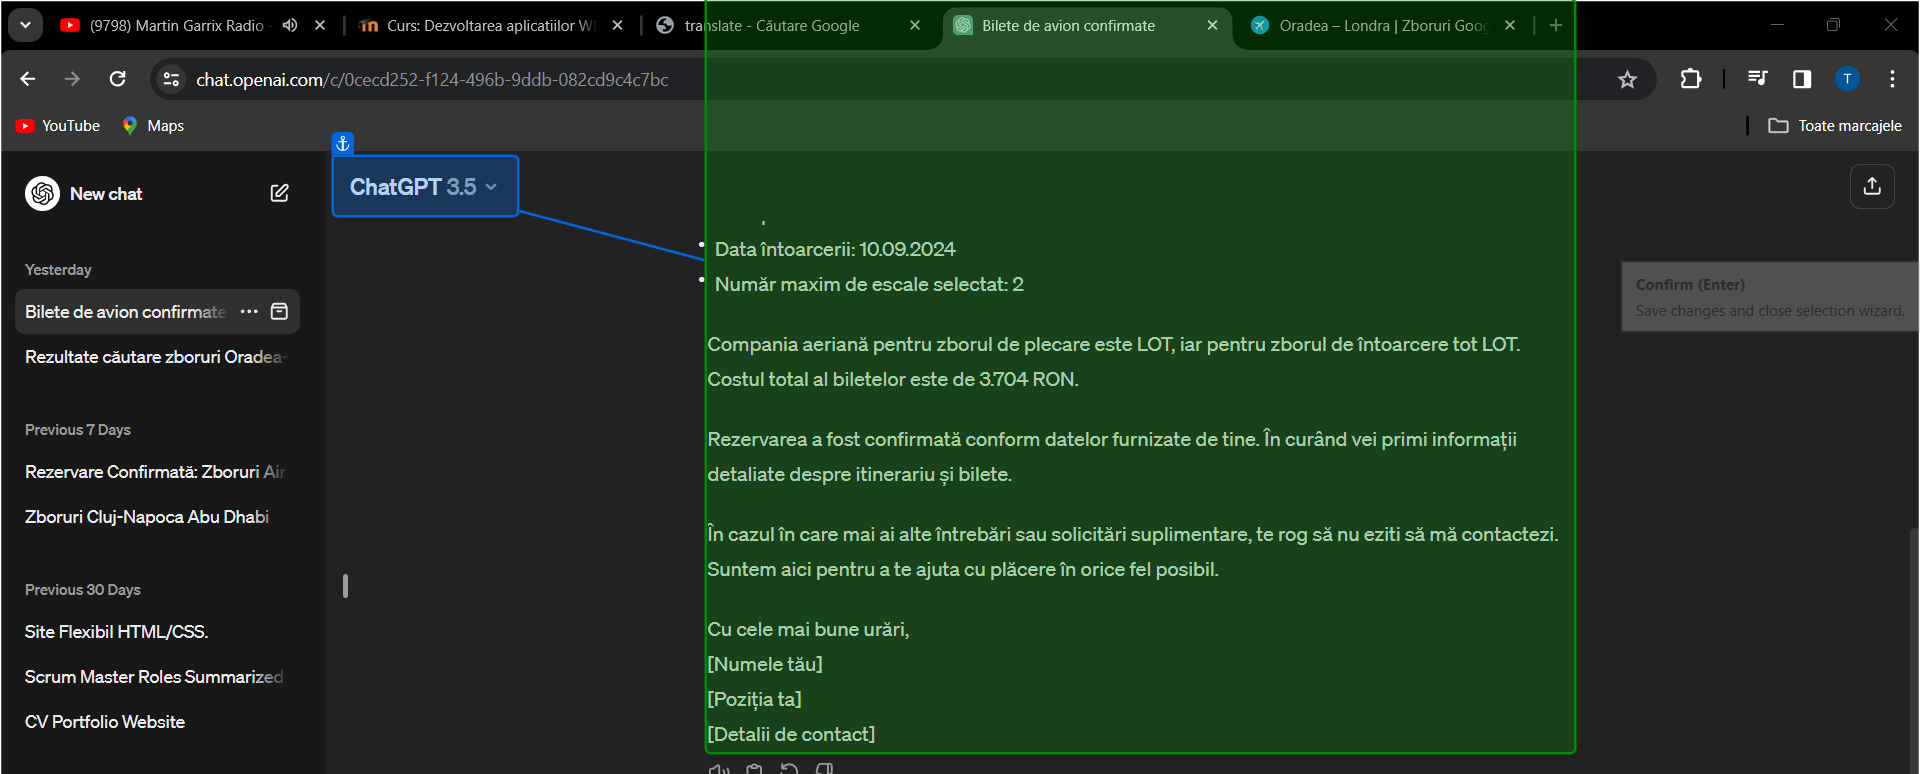 (9798) Martin Garrix Radio
Curs: Dezvoltarea aplicatiilor
translate - Căutare Google
Bilete de avion confirmate
Oradea – Londra | Zboruri
chat.openai.com/c/0cecd252-f124-496b-9ddb-082cd9c4c7bc
T
YouTube
Maps
Toate marcajele
New chat
ChatGPT 3.5
Yesterday
Bilete de avion confirmate
Rezultate căutare zboruri Oradea-
Previous 7 Days
Rezervare Confirmată: Zboruri
Zboruri Cluj-Napoca Abu Dhabi
Previous 30 Days
Site Flexibil HTML/CSS.
Scrum Master Roles Summarized
CV Portfolio Website
• Data întoarcerii: 10.09.2024
• Număr maxim de escale selectat: 2
Compania aeriană pentru zborul de plecare este LOT, iar pentru zborul de întoarcere tot LOT.
Costul total al biletelor este de 3.704 RON.
Rezervarea a fost confirmată conform datelor furnizate de tine. În curând vei primi informații
detaliate despre itinerariu și bilete.
În cazul în care mai ai alte întrebări sau solicitări suplimentare, te rog să nu eziti să mă contactezi.
Suntem aici pentru a te ajuta cu plăcere în orice fel posibil.
Cu cele mai bune urări,
[Numele tău]
[Poziția ta]
[Detalii de contact]
Confirm (Enter)
Save changes and close selection wizard.